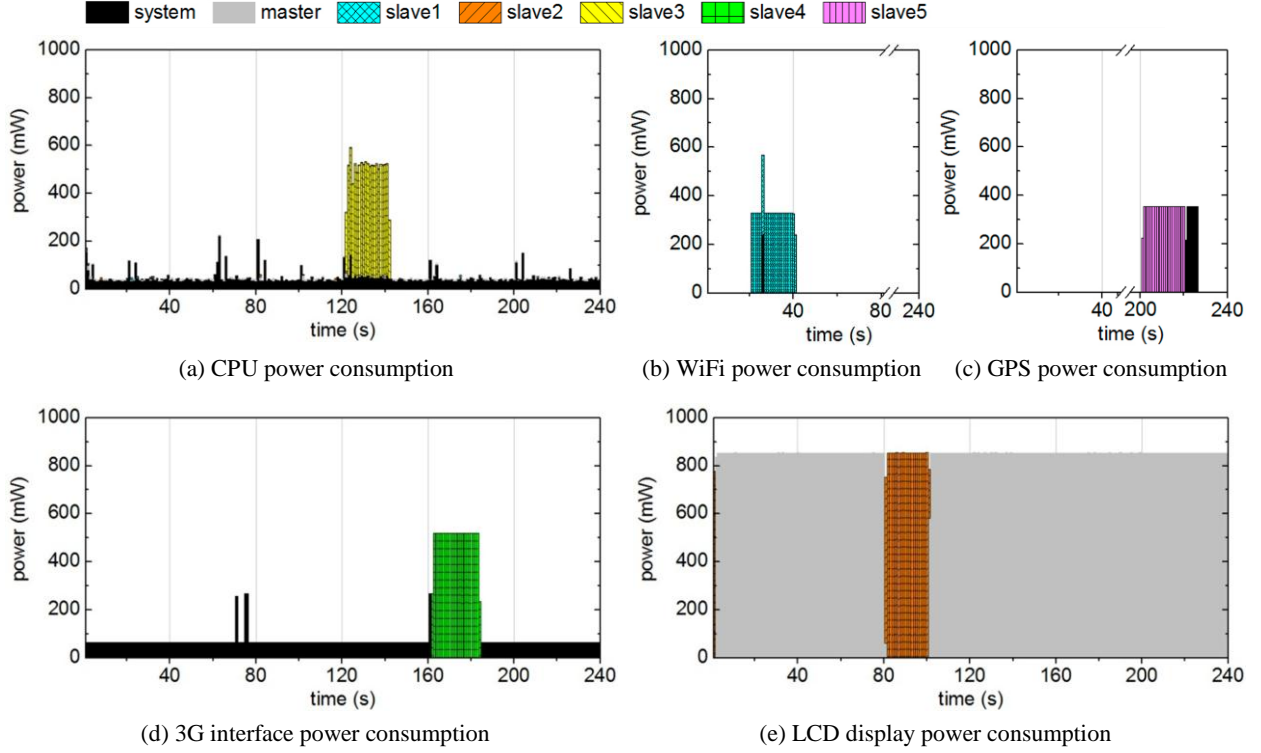 system master slave1 slave2 slave3 slave4 slave5
1000
800
600
400
200
0
power (mW)
40 80 120 160 200 240
time (s)
(a) CPU power consumption
1000
800
600
400
200
0
power (mW)
40 80 240
time (s)
(b) WiFi power consumption
1000
800
600
400
200
0
power (mW)
40 200 240
time (s)
(c) GPS power consumption
1000
800
600
400
200
0
power (mW)
40 80 120 160 200 240
time (s)
(d) 3G interface power consumption
1000
800
600
400
200
0
power (mW)
40 80 120 160 200 240
time (s)
(e) LCD display power consumption